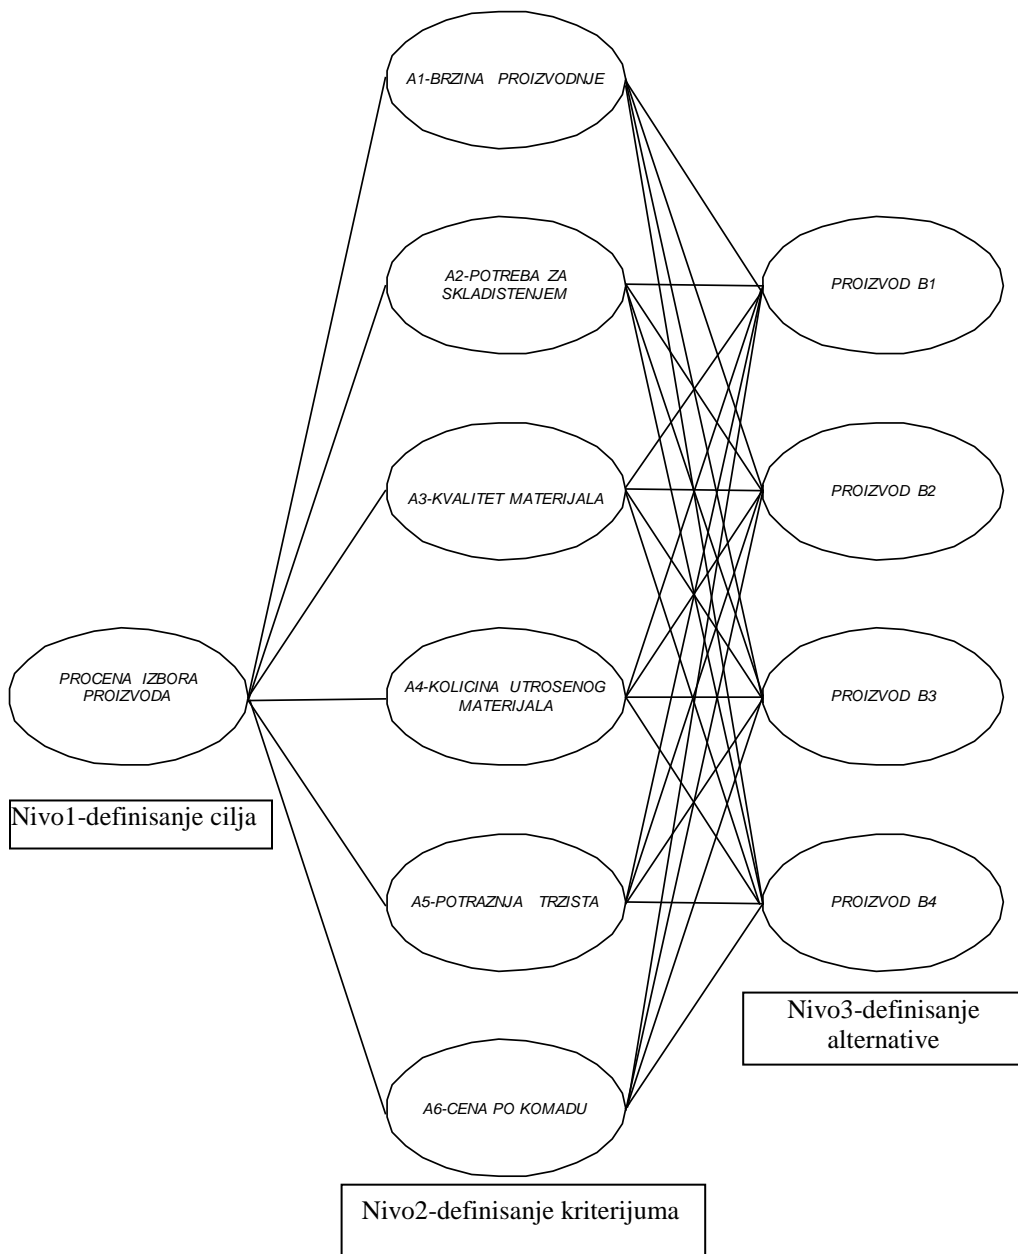 A1-BRZINA PROIZVODNJE
A2-POTREBA ZA
SKLADISTENJEM
A3-KVALITET MATERIJALA
A4-KOLICINA UTROSENOG
MATERIJALA
A5-POTRAZNJA TRZISTA
A6-CENA PO KOMADU
PROCENA IZBORA
PROIZVODA
PROIZVOD B1
PROIZVOD B2
PROIZVOD B3
PROIZVOD B4
Nivo1-definisanje cilja
Nivo2-definisanje kriterijuma
Nivo3-definisanje
alternative